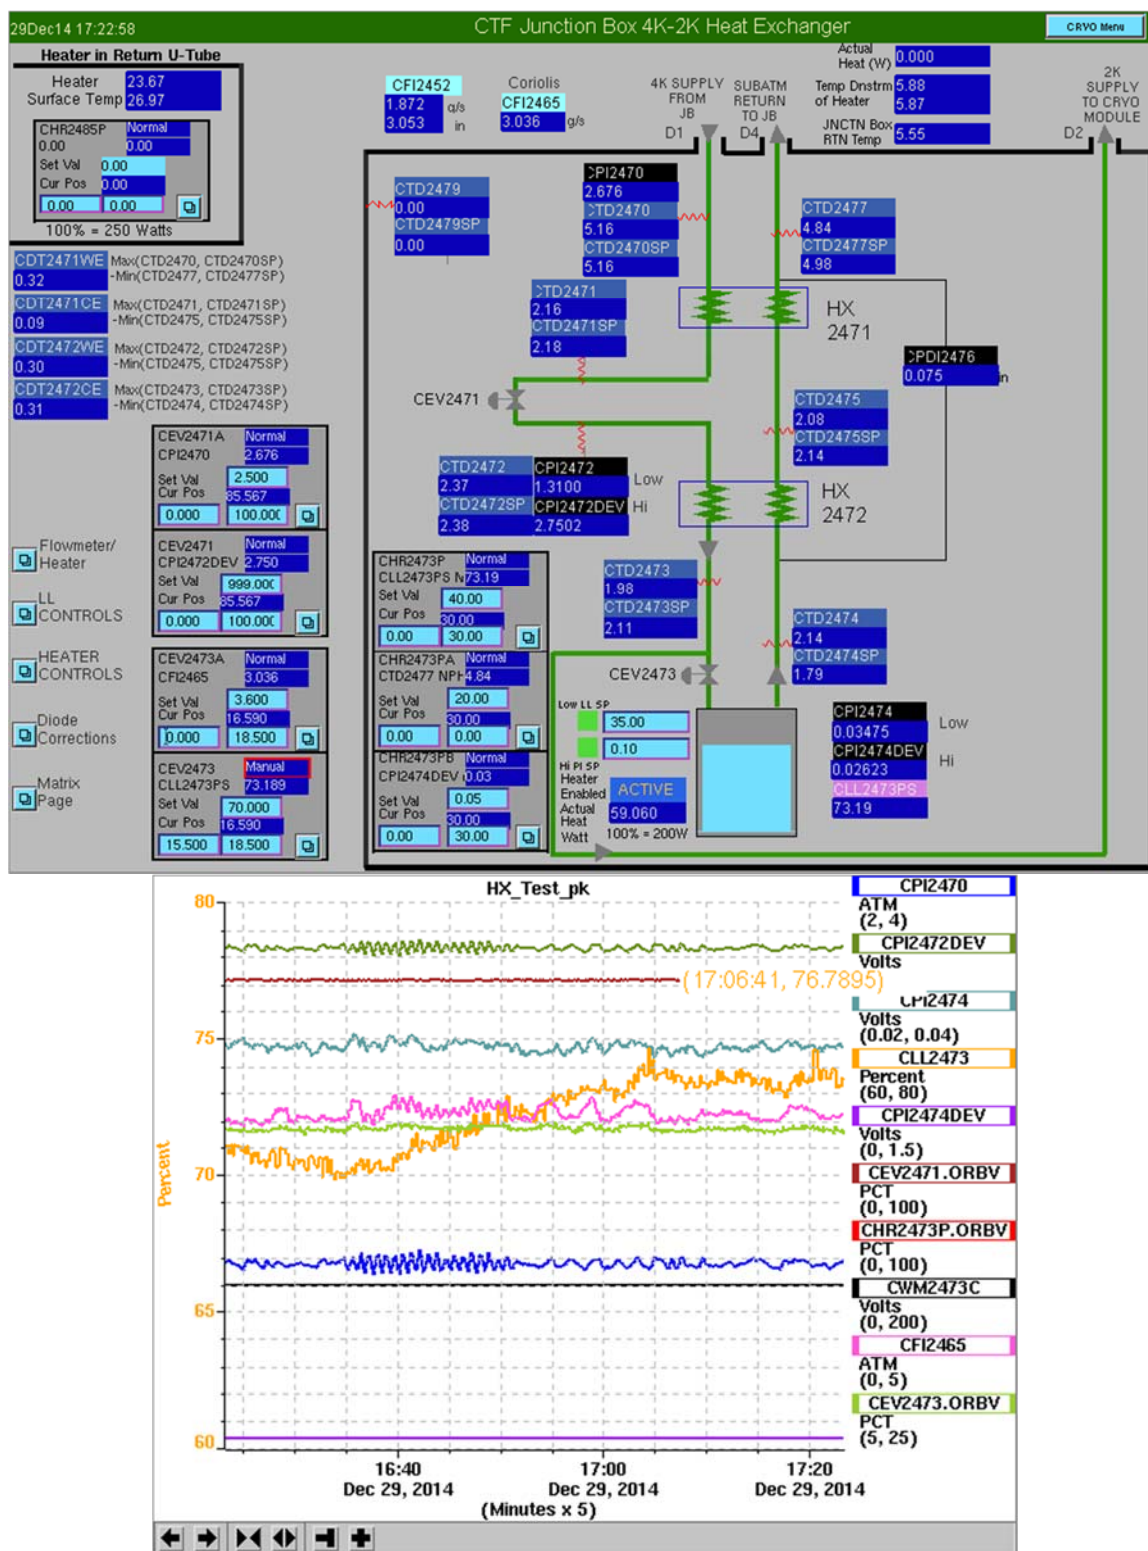 29Dec14 17:22:58
CTF Junction Box 4K-2K Heat Exchanger
CRYO Menu
Heater in Return U-Tube
Heater 23.67
Surface Temp 26.97
CHR2485P Normal
0.00 0.00
Set Val 0.00
Cur Pos 0.00
0.00 0.00
100% = 250 Watts
CFI2452
1.872 g/s
3.053 in
Coriolis
CFI2465
3.036 g/s
4K SUPPLY
FROM
JB
D1
SUBATM
RETURN
TO JB
D4
Actual
Heat (W) 0.000
Temp Dnstrm 5.88
of Heater 5.87
JNCTN Box
RTN Temp 5.55
2K
SUPPLY
TO CRYO
MODULE
D2
CDT2471WE Max(CTD2470, CTD2470SP)
0.32 -Min(CTD2477, CTD2477SP)
CDT2471CE Max(CTD2471, CTD2471SP)
0.09 -Min(CTD2475, CTD2475SP)
CDT2472WE Max(CTD2472, CTD2472SP)
0.30 -Min(CTD2475, CTD2475SP)
CDT2472CE Max(CTD2473, CTD2473SP)
0.31 -Min(CTD2474, CTD2474SP)
CTD2479
0.00
CTD2479SP
0.00
CPI2470
2.676
CTD2470
5.16
CTD2470SP
5.16
CTD2477
4.84
CTD2477SP
4.98
CTD2471
2.16
CTD2471SP
2.18
HX
2471
CPDI2476
0.075 in
CEV2471
CTD2475
2.08
CTD2475SP
2.14
CTD2472
2.37
CTD2472SP
2.38
CPI2472
1.3100 Low
CPI2472DEV Hi
2.7502
HX
2472
CEV2471A Normal
CPI2470 2.676
Set Val 2.500
Cur Pos 85.567
0.000 100.000
CEV2471 Normal
CPI2472DEV 2.750
Set Val 999.000
Cur Pos 85.567
0.000 100.000
CEV2473A Normal
CFI2465 3.036
Set Val 3.600
Cur Pos 16.590
0.000 18.500
CEV2473 Manual
CLL2473PS 73.189
Set Val 70.000
Cur Pos 16.590
15.500 18.500
Flowmeter/
Heater
LL
CONTROLS
HEATER
CONTROLS
Diode
Corrections
Matrix
Page
CHR2473P Normal
CLL2473PS N 73.19
Set Val 40.00
Cur Pos 30.00
0.00 30.00
CHR2473PA Normal
CTD2477 NPH 4.84
Set Val 20.00
Cur Pos 30.00
0.00 0.00
CHR2473PB Normal
CPI2474DEV 0.03
Set Val 0.05
Cur Pos 30.00
0.00 30.00
CTD2473
1.98
CTD2473SP
2.11
CTD2474
2.14
CTD2474SP
1.79
CEV2473
Low LL SP
35.00
0.10
Hi PI SP
Heater
Enabled ACTIVE
Actual
Heat 59.060
Watt 100% = 200W
CPI2474
0.03475 Low
CPI2474DEV
0.02623 Hi
CLL2473PS
73.19
HX_Test_pk
80
75
70
65
60
Percent
(17:06:41, 76.7895)
16:40
Dec 29, 2014
17:00
Dec 29, 2014
17:20
Dec 29, 2014
(Minutes x 5)
CPI2470
ATM
(2, 4)
CPI2472DEV
Volts
CPI2474
Volts
(0.02, 0.04)
CLL2473
Percent
(60, 80)
CPI2474DEV
Volts
(0, 1.5)
CEV2471.ORBV
PCT
(0, 100)
CHR2473P.ORBV
PCT
(0, 100)
CWM2473C
Volts
(0, 200)
CFI2465
ATM
(0, 5)
CEV2473.ORBV
PCT
(5, 25)